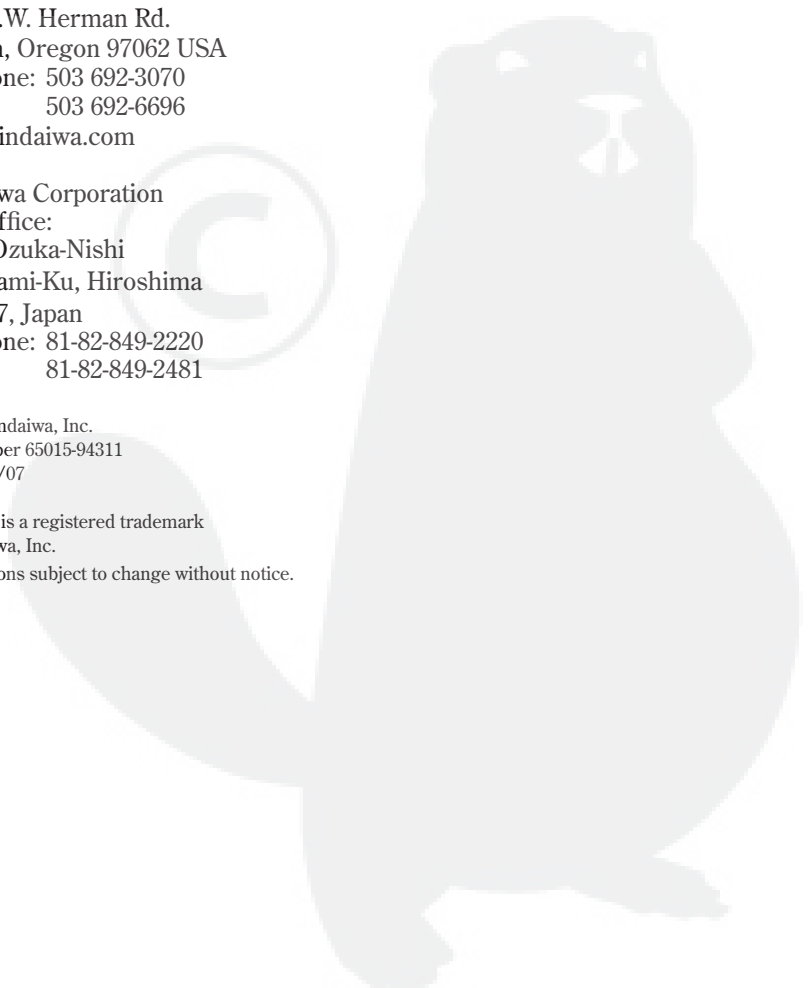 .W. Herman Rd.
, Oregon 97062 USA
one: 503 692-3070
503 692-6696
indaiwa.com
wa Corporation
ffice:
Ozuka-Nishi
ami-Ku, Hiroshima
7, Japan
one: 81-82-849-2220
81-82-849-2481
ndaiwa, Inc.
ber 65015-94311
/07
is a registered trademark
wa, Inc.
ons subject to change without notice.
©